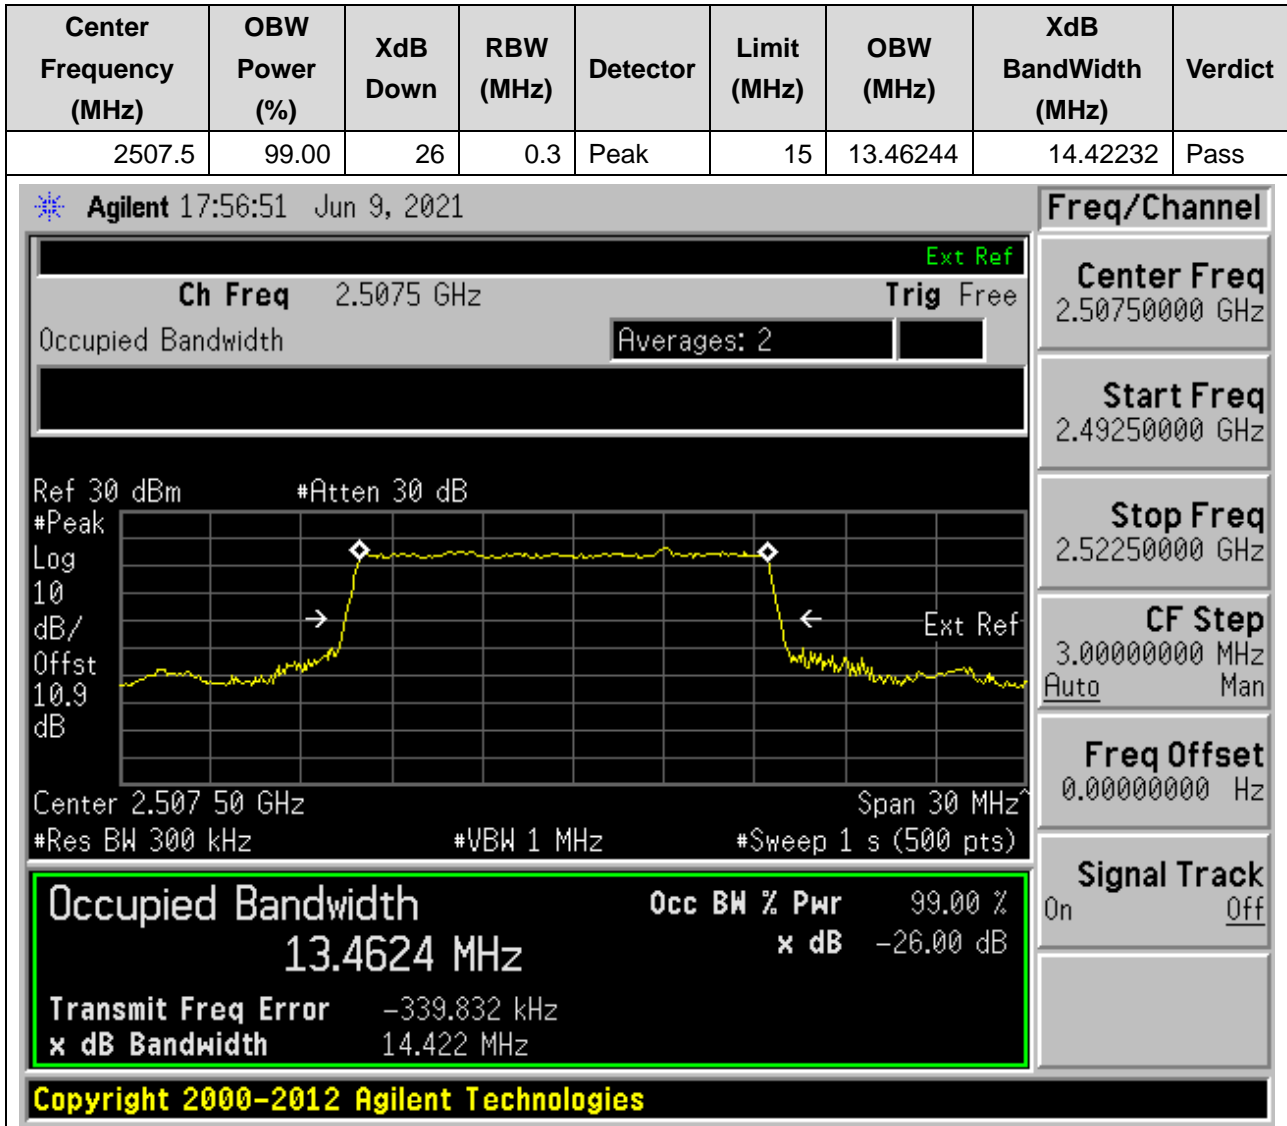 Center Frequency (MHz) OBW Power (%) XdB Down RBW (MHz) Detector Limit (MHz) OBW (MHz) XdB BandWidth (MHz) Verdict
2507.5 99.00 26 0.3 Peak 15 13.46244 14.42232 Pass
Agilent 17:56:51 Jun 9, 2021
Ext Ref
Ch Freq 2.5075 GHz Trig Free
Occupied Bandwidth Averages: 2
Ref 30 dBm #Atten 30 dB
#Peak
Log
10
dB/
Offst
10.9
dB
Ext Ref
Center 2.507 50 GHz Span 30 MHz^
#Res BW 300 kHz #VBW 1 MHz #Sweep 1 s (500 pts)
Occupied Bandwidth Occ BW % Pwr 99.00 %
13.4624 MHz x dB -26.00 dB
Transmit Freq Error -339.832 kHz
x dB Bandwidth 14.422 MHz
Copyright 2000-2012 Agilent Technologies
Freq/Channel
Center Freq
2.50750000 GHz
Start Freq
2.49250000 GHz
Stop Freq
2.52250000 GHz
CF Step
3.00000000 MHz
Auto Man
Freq Offset
0.00000000 Hz
Signal Track
On Off